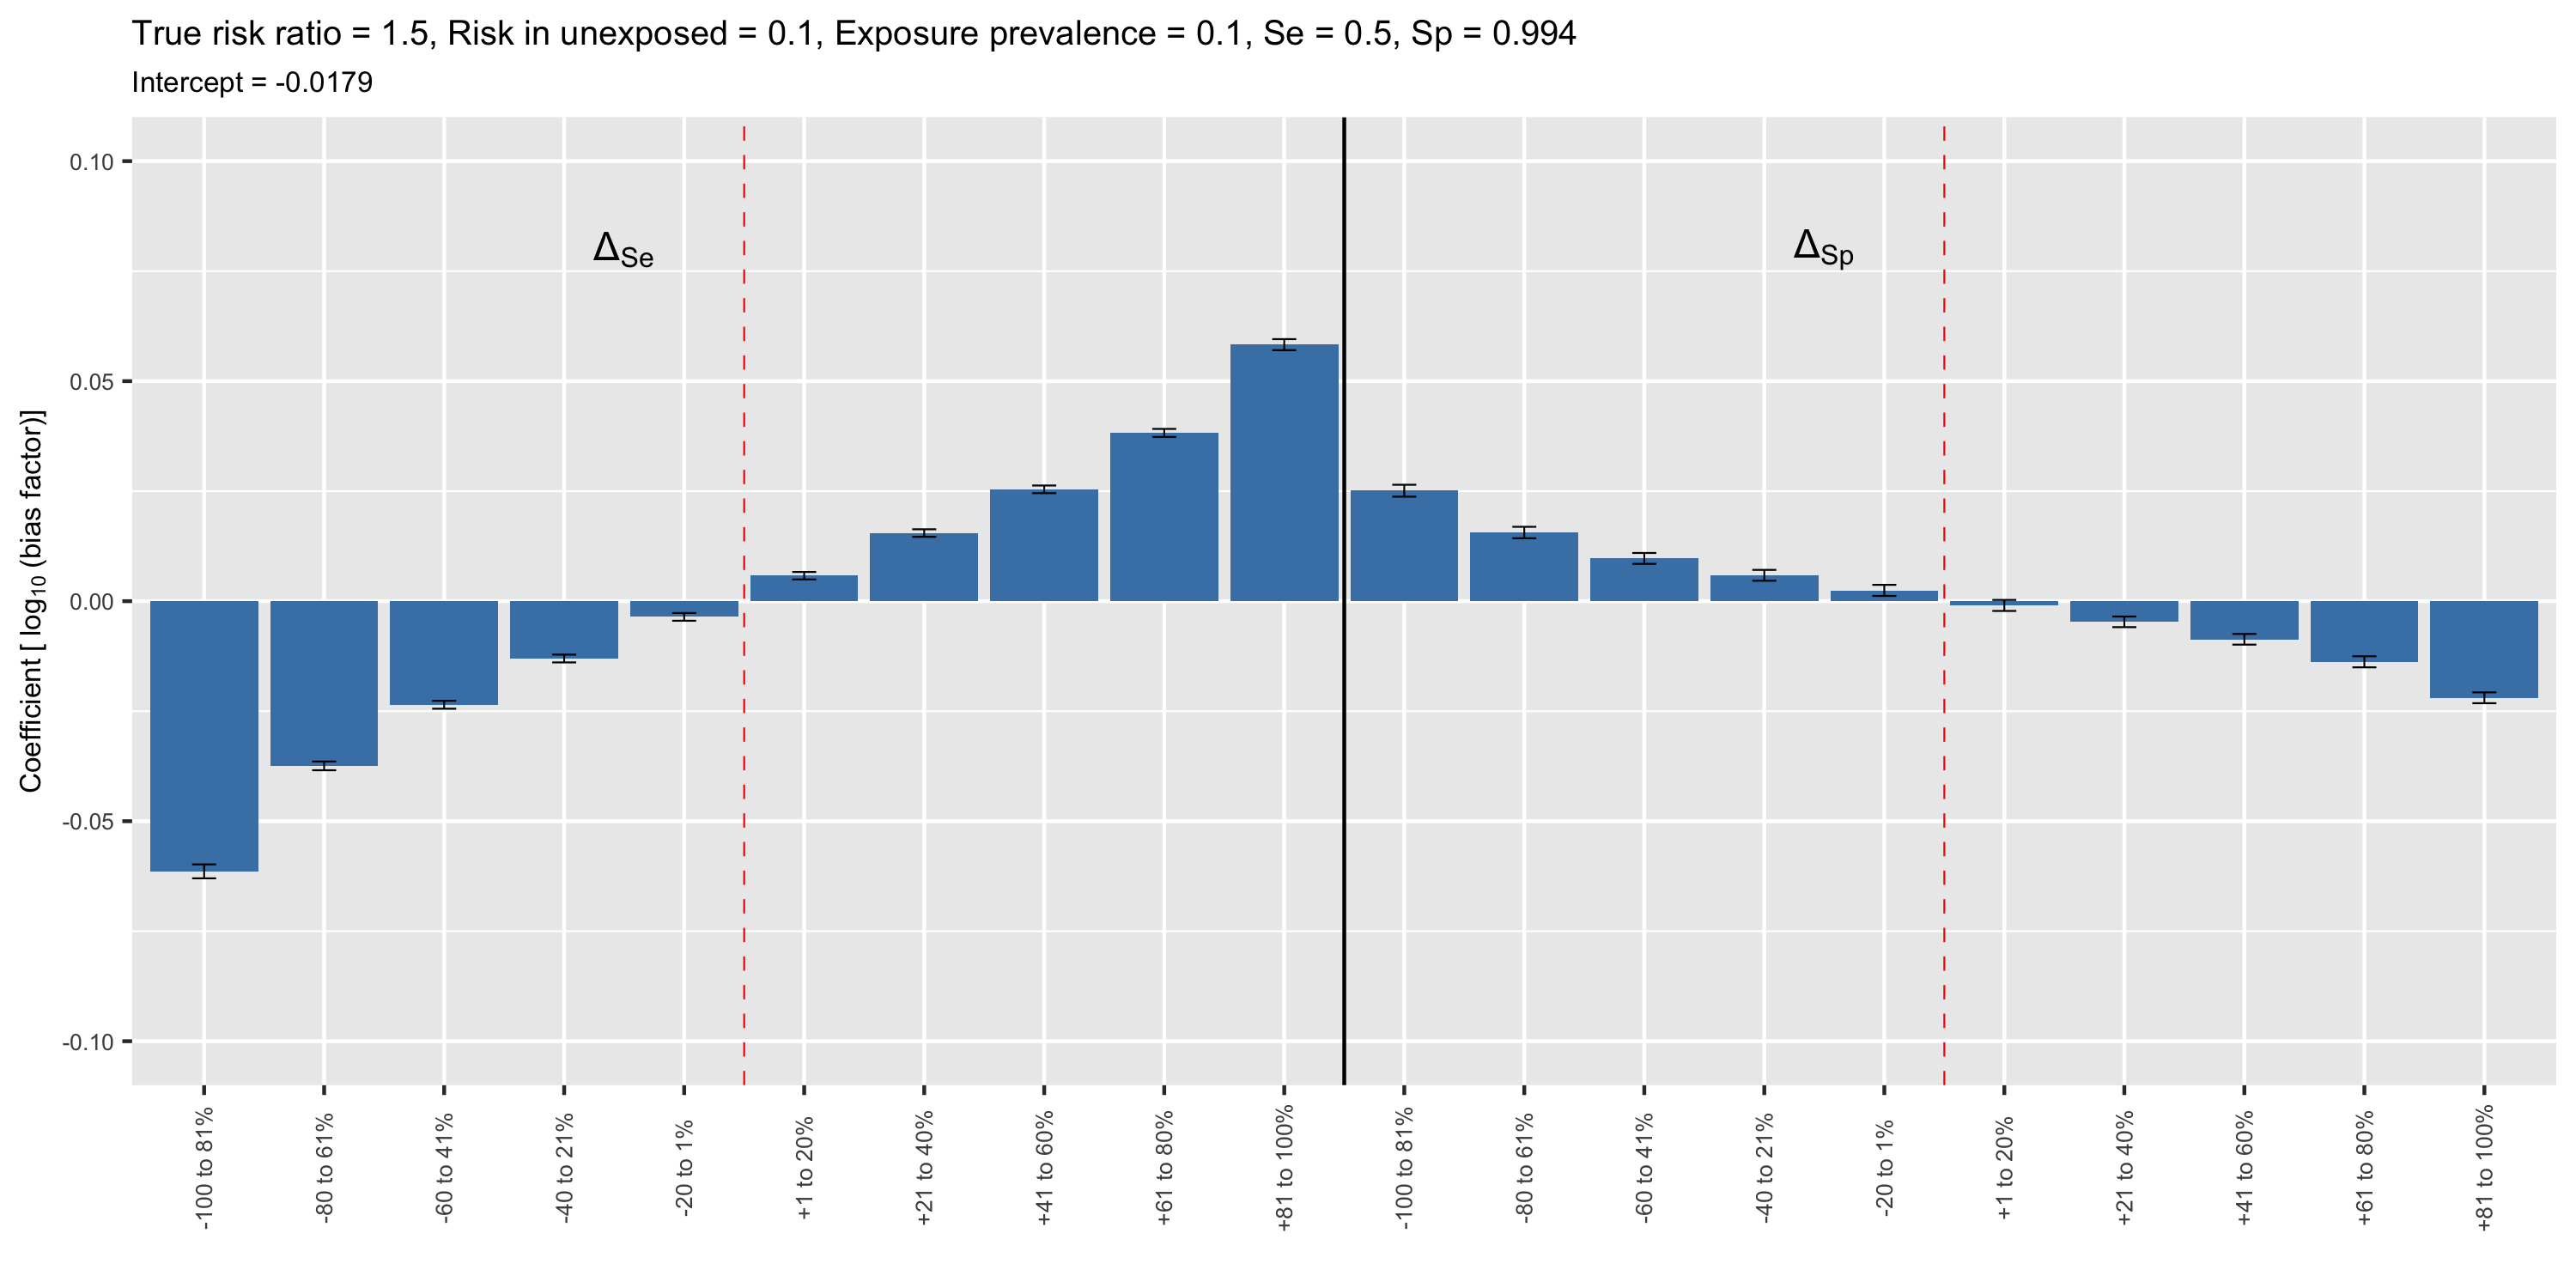 True risk ratio = 1.5, Risk in unexposed = 0.1, Exposure prevalence = 0.1, Se = 0.5, Sp = 0.994
Intercept = -0.0179
Coefficient [ log10 (bias factor)]
0.10
0.05
0.00
-0.05
-0.10
ΔSe
ΔSp
-100 to 81%
-80 to 61%
-60 to 41%
-40 to 21%
-20 to 1%
+1 to 20%
+21 to 40%
+41 to 60%
+61 to 80%
+81 to 100%
-100 to 81%
-80 to 61%
-60 to 41%
-40 to 21%
-20 to 1%
+1 to 20%
+21 to 40%
+41 to 60%
+61 to 80%
+81 to 100%